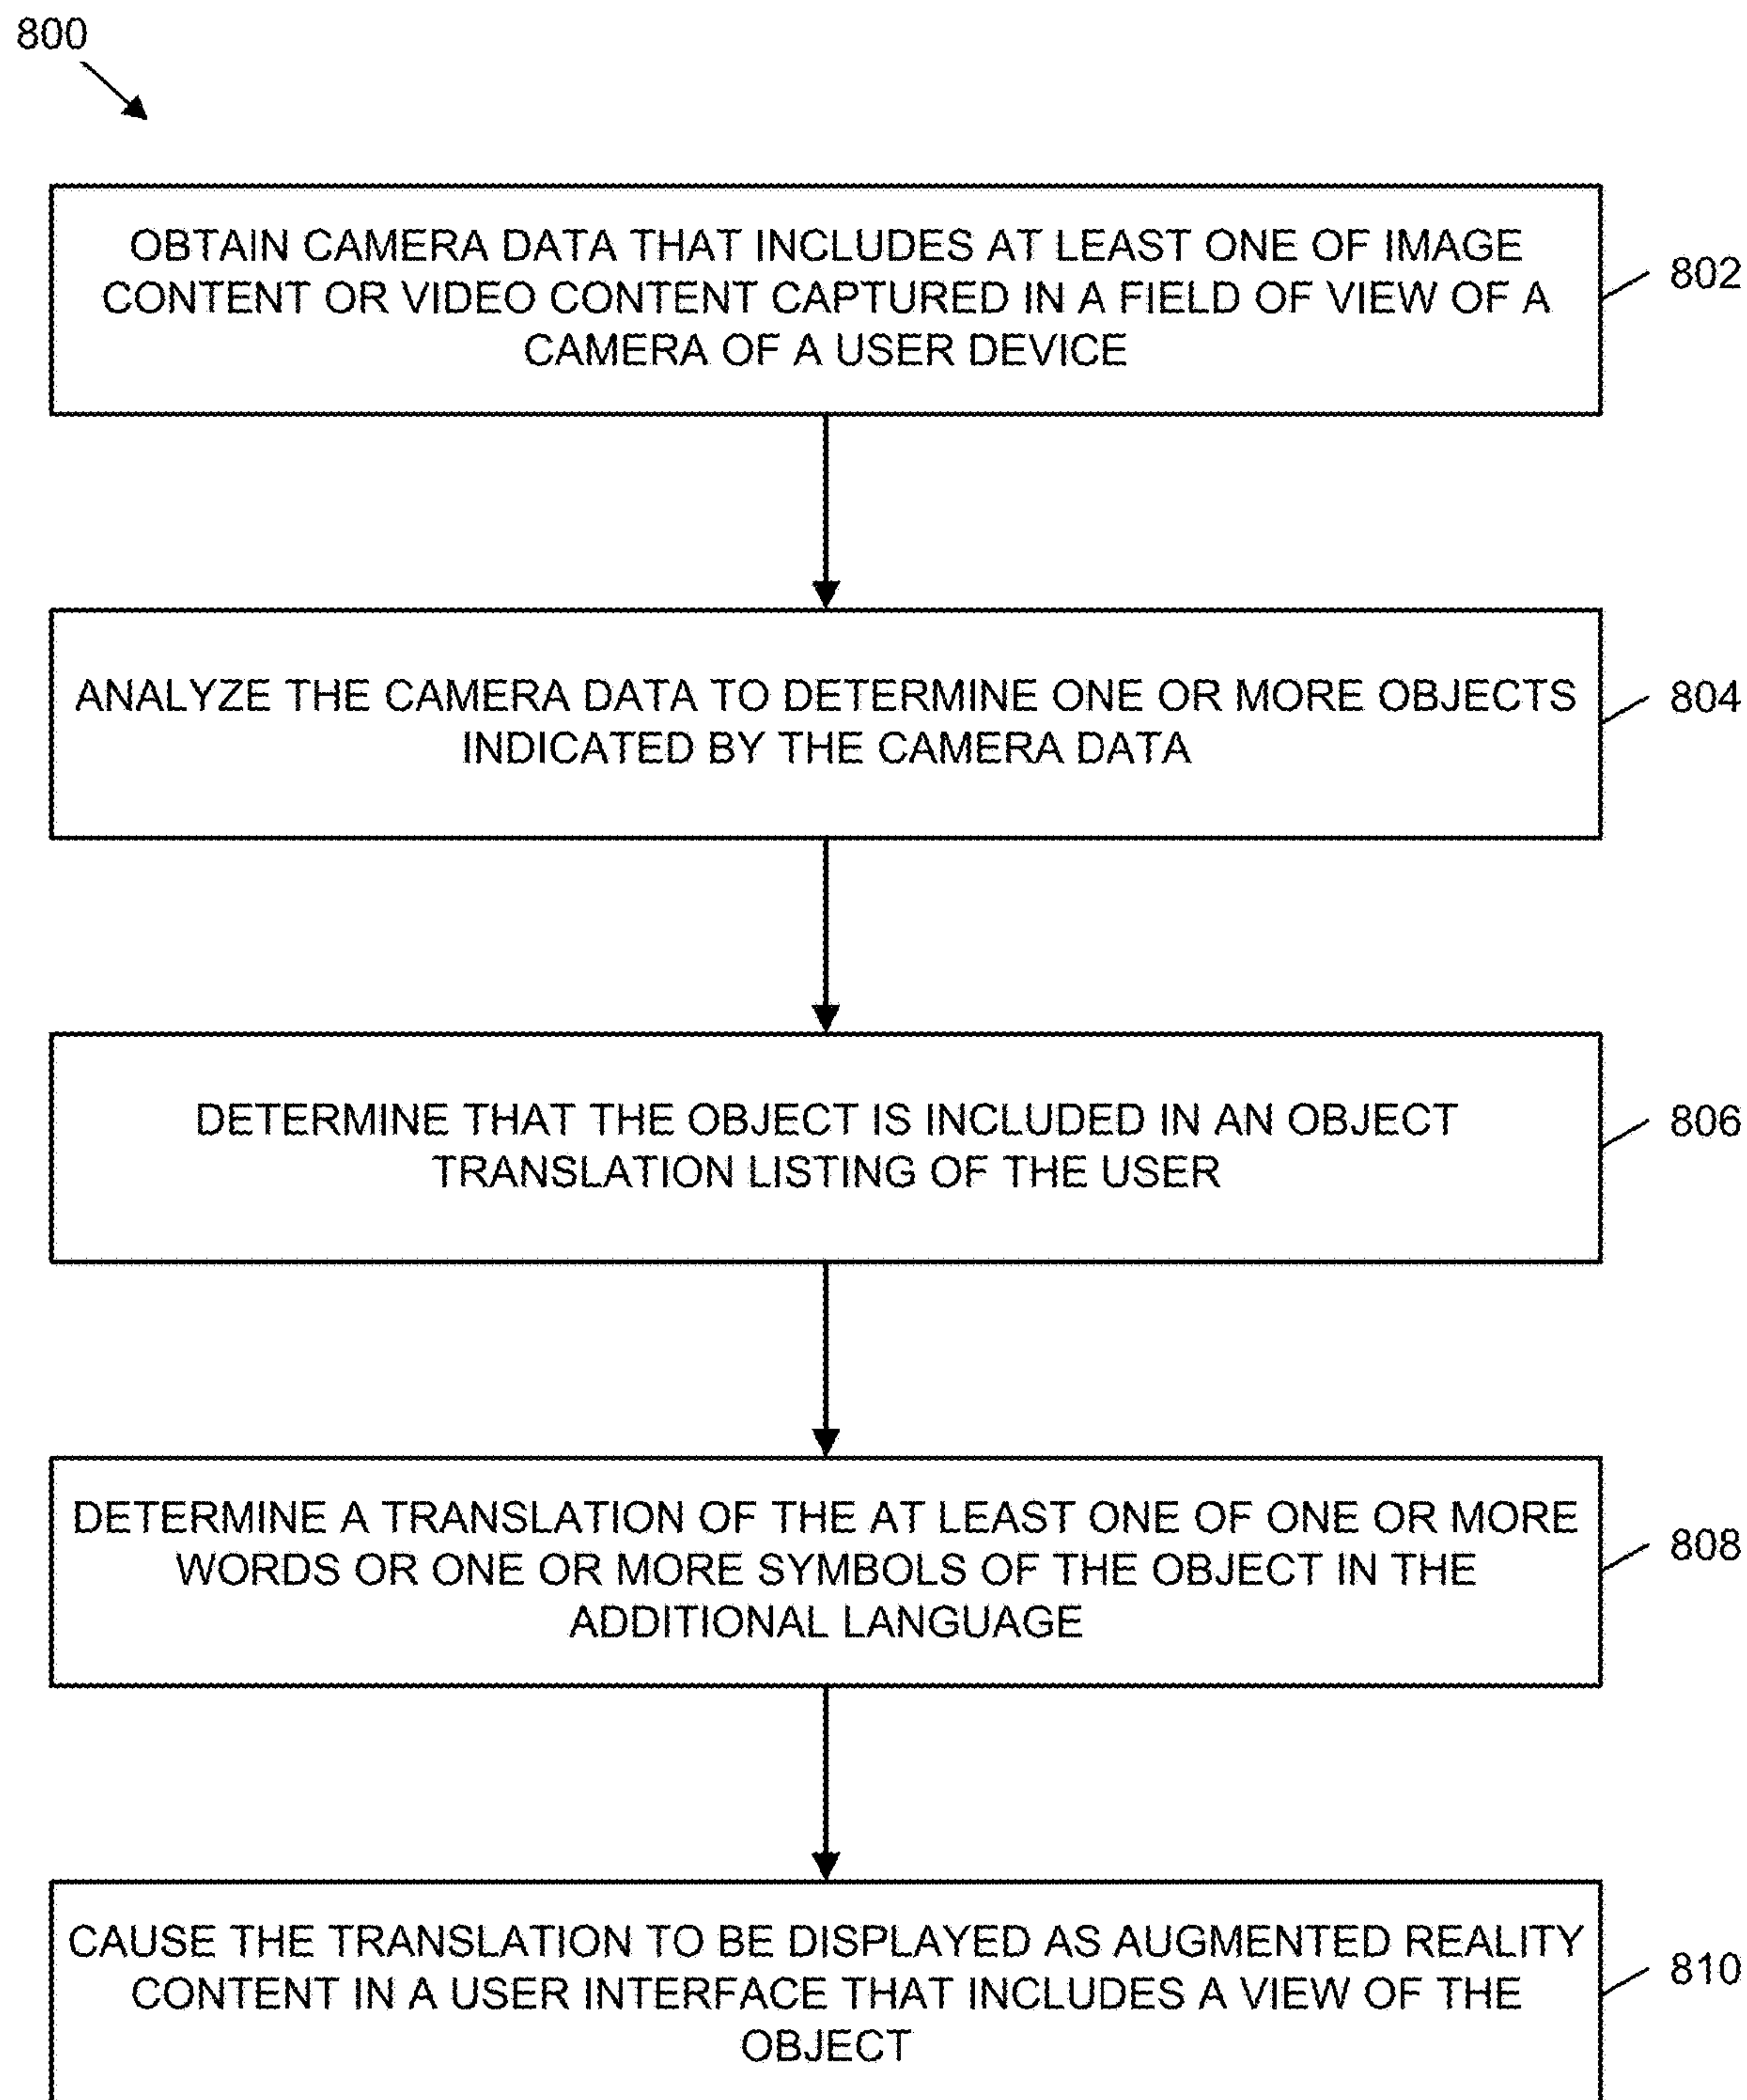 800
OBTAIN CAMERA DATA THAT INCLUDES AT LEAST ONE OF IMAGE
CONTENT OR VIDEO CONTENT CAPTURED IN A FIELD OF VIEW OF A
CAMERA OF A USER DEVICE
802
ANALYZE THE CAMERA DATA TO DETERMINE ONE OR MORE OBJECTS
INDICATED BY THE CAMERA DATA
804
DETERMINE THAT THE OBJECT IS INCLUDED IN AN OBJECT
TRANSLATION LISTING OF THE USER
806
DETERMINE A TRANSLATION OF THE AT LEAST ONE OF ONE OR MORE
WORDS OR ONE OR MORE SYMBOLS OF THE OBJECT IN THE
ADDITIONAL LANGUAGE
808
CAUSE THE TRANSLATION TO BE DISPLAYED AS AUGMENTED REALITY
CONTENT IN A USER INTERFACE THAT INCLUDES A VIEW OF THE
OBJECT
810